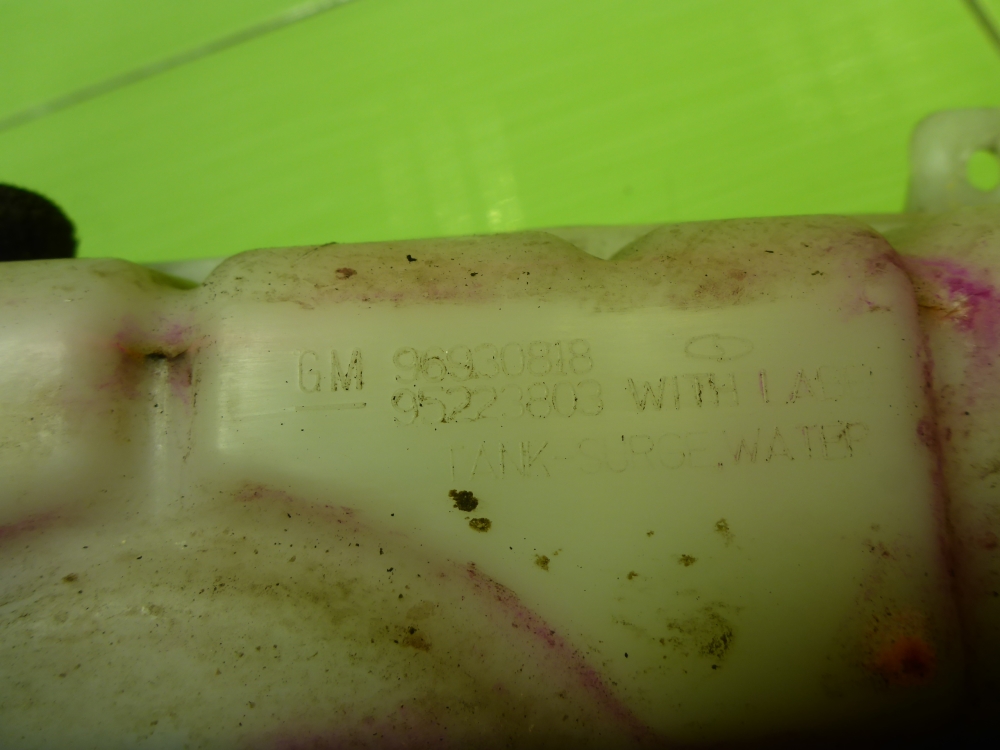 GM 96930818
95223803 WITH
TANK-SURGE,WATER